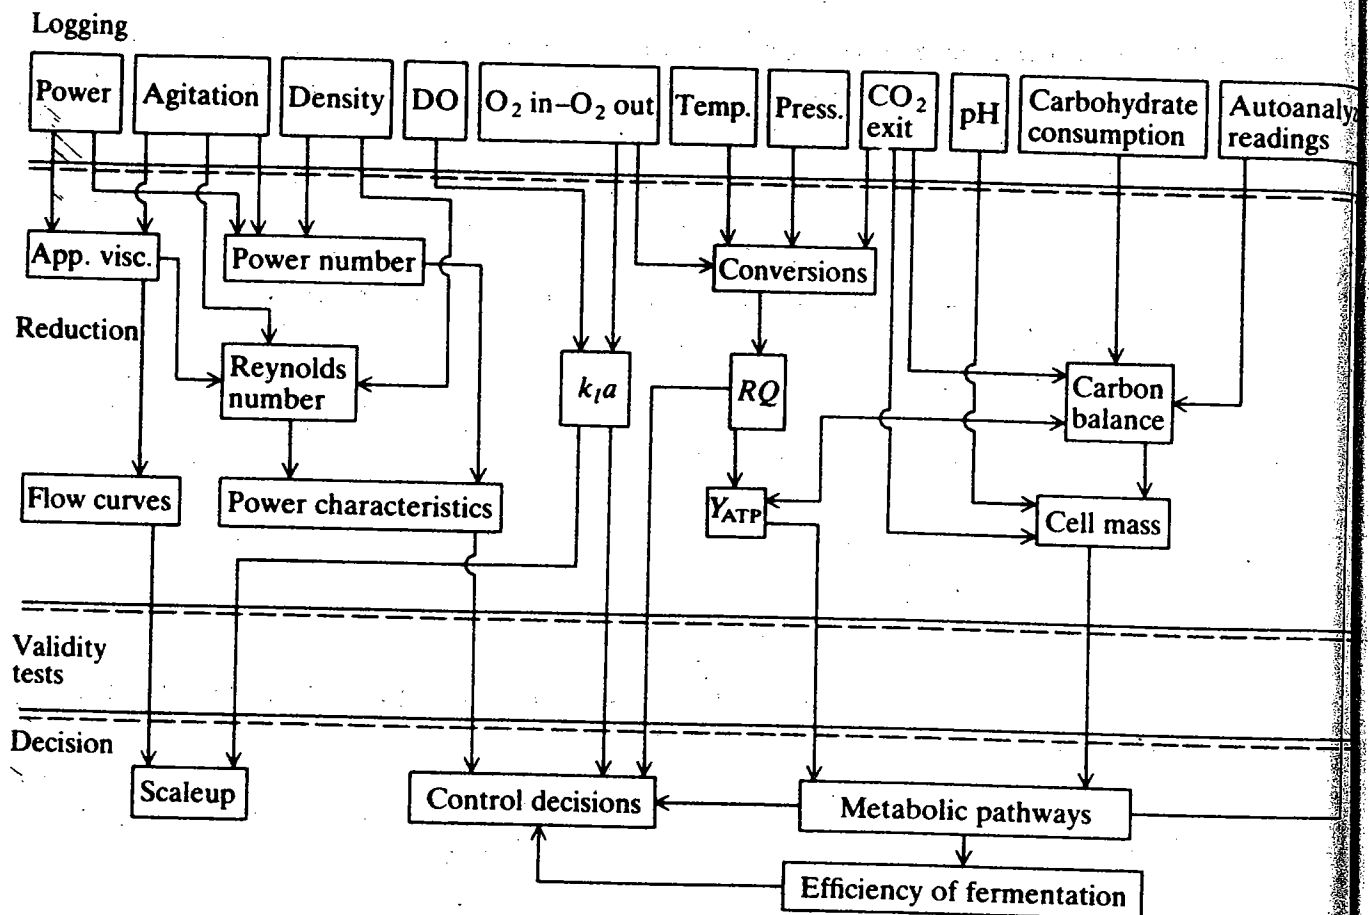 Logging
Power
Agitation
Density
DO
O₂ in–O₂ out
Temp.
Press.
CO₂
exit
pH
Carbohydrate
consumption
readings
App. visc.
Power number
Conversions
Reduction
Reynolds
number
kₗa
RQ
Carbon
balance
Flow curves
Power characteristics
Y_ATP
Cell mass
Validity
tests
Decision
Scaleup
Control decisions
Metabolic pathways
Efficiency of fermentation